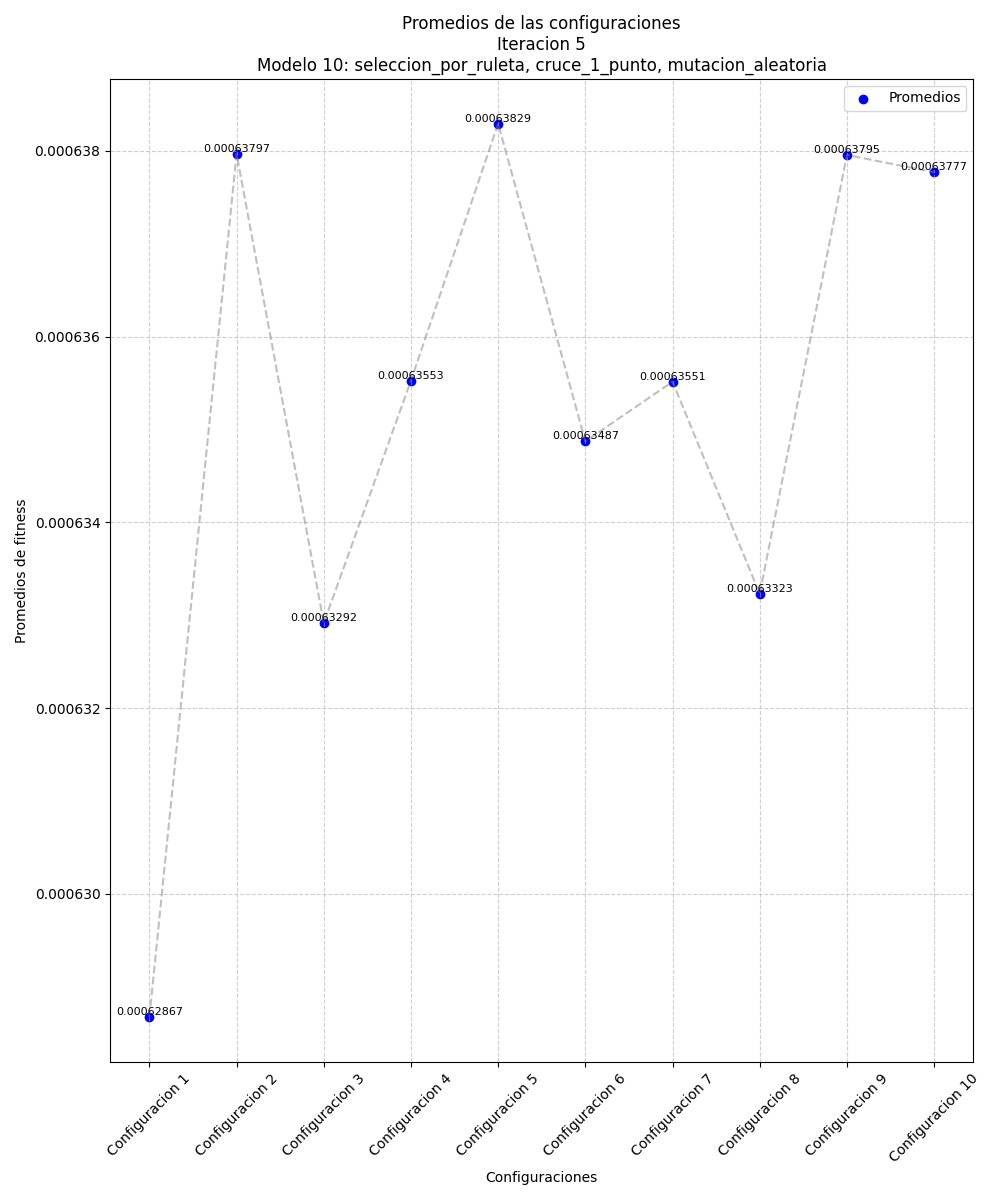 Promedios de las configuraciones
Iteracion 5
Modelo 10: seleccion_por_ruleta, cruce_1_punto, mutacion_aleatoria
Promedios
0.000638
0.000636
0.000634
0.000632
0.000630
Promedios de fitness
0.00062867
0.00063797
0.00063292
0.00063553
0.00063829
0.00063487
0.00063551
0.00063323
0.00063795
0.00063777
Configuracion 1
Configuracion 2
Configuracion 3
Configuracion 4
Configuracion 5
Configuracion 6
Configuracion 7
Configuracion 8
Configuracion 9
Configuracion 10
Configuraciones